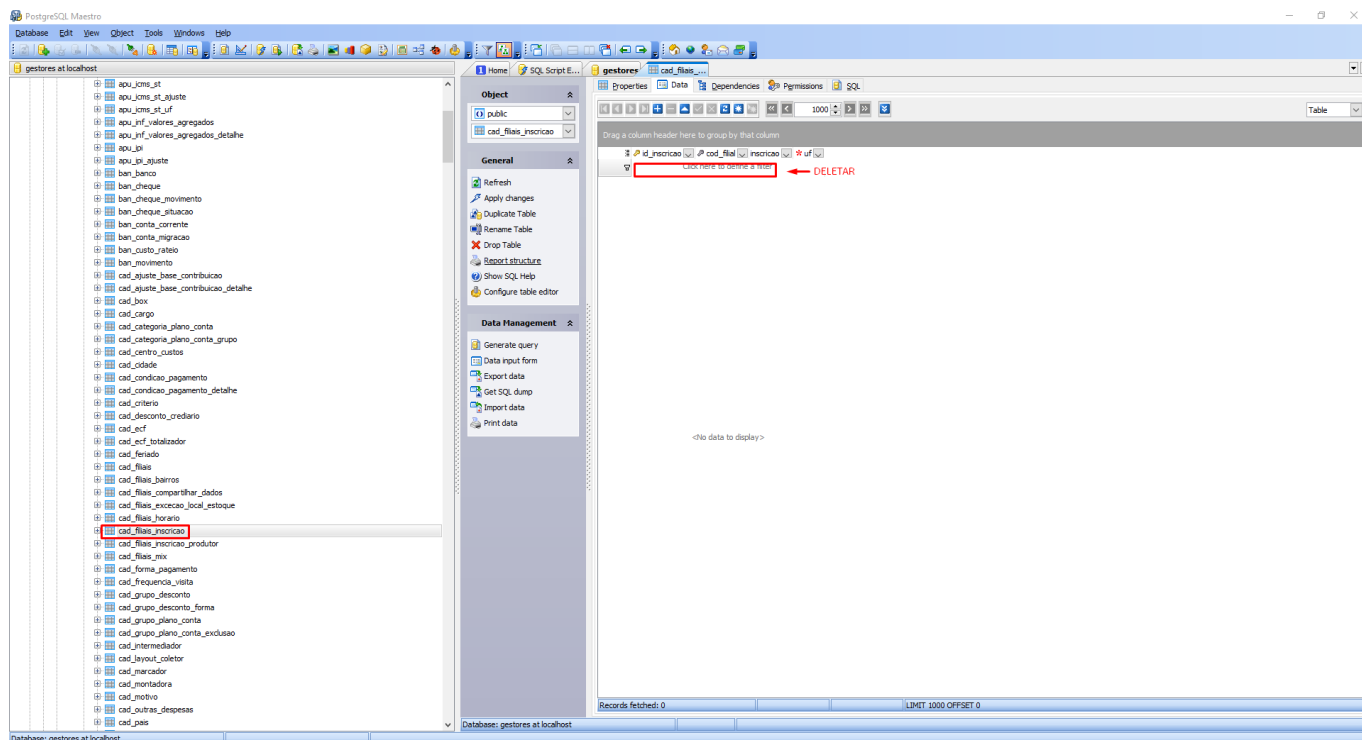 PostgreSQL Maestro
Database Edit View Object Tools Windows Help
gestores at localhost
apu_icms_st
apu_icms_st_ajuste
apu_icms_st_uf
apu_inf_valores_agregados
apu_inf_valores_agregados_detalhe
apu_ipi
apu_ipi_ajuste
ban_banco
ban_cheque
ban_cheque_movimento
ban_cheque_situacao
ban_conta_corrente
ban_conta_migracao
ban_custo_rateio
ban_movimento
cad_ajuste_base_contribuicao
cad_ajuste_base_contribuicao_detalhe
cad_box
cad_cargo
cad_categoria_plano_conta
cad_categoria_plano_conta_grupo
cad_centro_custos
cad_cidade
cad_condicao_pagamento
cad_condicao_pagamento_detalhe
cad_criterio
cad_desconto_crediario
cad_ecf
cad_ecf_totalizador
cad_feriado
cad_filiais
cad_filiais_bairros
cad_filiais_compartilhar_dados
cad_filiais_excecao_local_estoque
cad_filiais_horario
cad_filiais_inscricao
cad_filiais_inscricao_produtor
cad_filiais_mix
cad_forma_pagamento
cad_frequencia_visita
cad_grupo_desconto
cad_grupo_desconto_forma
cad_grupo_plano_conta
cad_grupo_plano_conta_exclusao
cad_intermediador
cad_layout_coletor
cad_marcador
cad_montadora
cad_motivo
cad_outras_despesas
cad_pais
Database: gestores at localhost
1 Home SQL Script E... gestores cad_filiais_...
Object
public
cad_filiais_inscricao
General
Refresh
Apply changes
Duplicate Table
Rename Table
Drop Table
Report structure
Show SQL Help
Configure table editor
Data Management
Generate query
Data input form
Export data
Get SQL dump
Import data
Print data
Properties Data Dependencies Permissions SQL
1000 Table
Drag a column header here to group by that column
id_inscricao cod_filial inscricao * uf
Click here to define a filter DELETAR
<No data to display>
Records fetched: 0 LIMIT 1000 OFFSET 0
Database: gestores at localhost